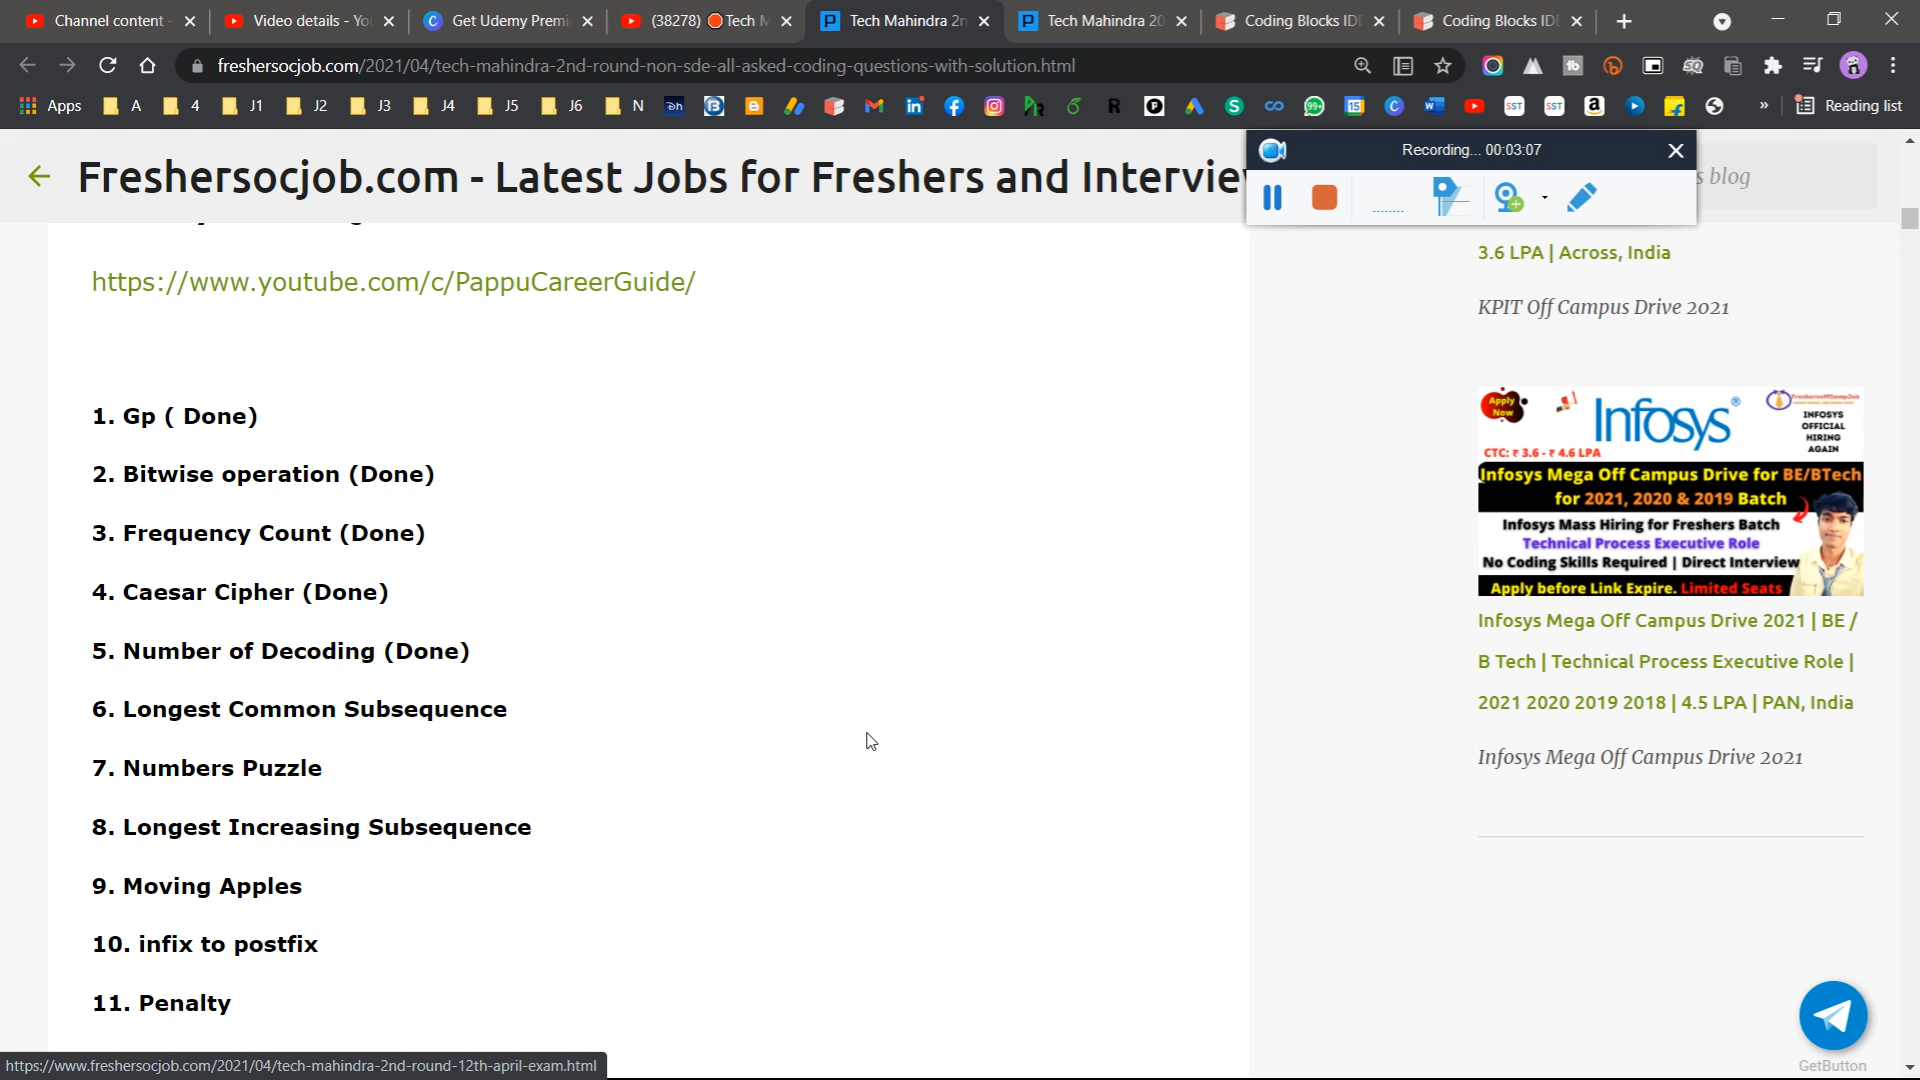 Channel content -
Video details - Yo
Get Udemy Premi
(38278) Tech M
Tech Mahindra 2n
Tech Mahindra 20
Coding Blocks IDE
Coding Blocks IDE
freshersocjob.com/2021/04/tech-mahindra-2nd-round-non-sde-all-asked-coding-questions-with-solution.html
Apps A 4 J1 J2 J3 J4 J5 J6 N » Reading list
Freshersocjob.com - Latest Jobs for Freshers and Interview
Recording... 00:03:07
s blog
https://www.youtube.com/c/PappuCareerGuide/
1. Gp ( Done)
2. Bitwise operation (Done)
3. Frequency Count (Done)
4. Caesar Cipher (Done)
5. Number of Decoding (Done)
6. Longest Common Subsequence
7. Numbers Puzzle
8. Longest Increasing Subsequence
9. Moving Apples
10. infix to postfix
11. Penalty
3.6 LPA | Across, India
KPIT Off Campus Drive 2021
Apply Now
Infosys®
INFOSYS
OFFICIAL
HIRING
AGAIN
CTC: ₹ 3.6 - ₹ 4.6 LPA
Infosys Mega Off Campus Drive for BE/BTech
for 2021, 2020 & 2019 Batch
Infosys Mass Hiring for Freshers Batch
Technical Process Executive Role
No Coding Skills Required | Direct Interview
Apply before Link Expire. Limited Seats
Infosys Mega Off Campus Drive 2021 | BE /
B Tech | Technical Process Executive Role |
2021 2020 2019 2018 | 4.5 LPA | PAN, India
Infosys Mega Off Campus Drive 2021
GetButton
https://www.freshersocjob.com/2021/04/tech-mahindra-2nd-round-12th-april-exam.html